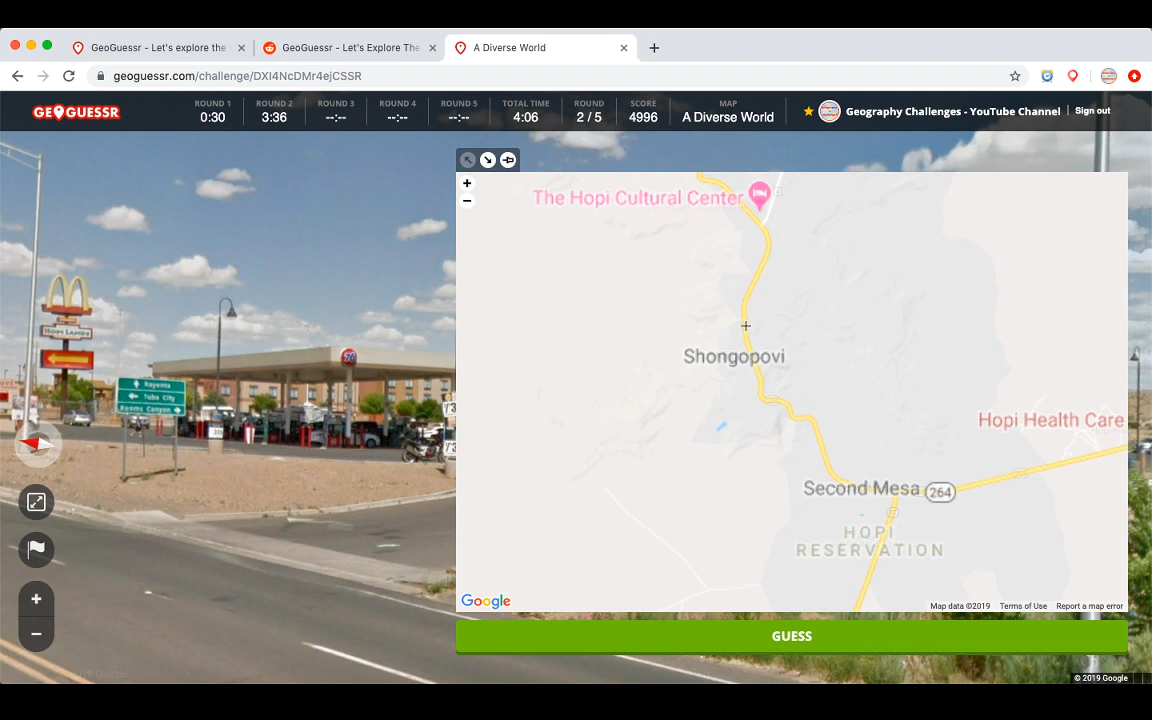 GeoGuessr - Let's explore the
GeoGuessr - Let's Explore The
A Diverse World
geoguessr.com/challenge/DXI4NcDMr4ejCSSR
GEOGUESSR
ROUND 1
0:30
ROUND 2
3:36
ROUND 3
--:--
ROUND 4
--:--
ROUND 5
--:--
TOTAL TIME
4:06
ROUND
2 / 5
SCORE
4996
MAP
A Diverse World
Geography Challenges - YouTube Channel
Sign out
The Hopi Cultural Center
Shongopovi
Hopi Health Care
Second Mesa
264
HOPI
RESERVATION
Google
Map data ©2019
Terms of Use
Report a map error
GUESS
Kayenta
Tuba City
Keams Canyon
76
© 2019 Google